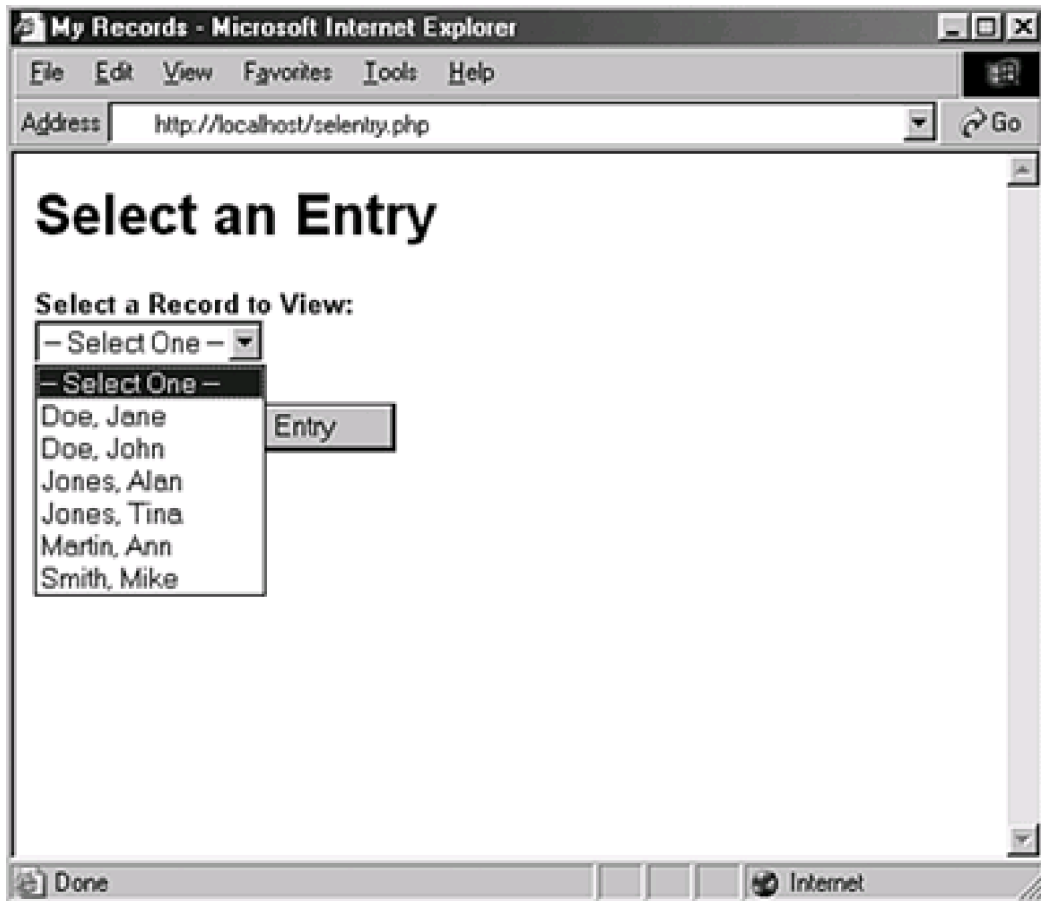 My Records - Microsoft Internet Explorer
File Edit View Favorites Tools Help
Address http://localhost/selentry.php Go
Select an Entry
Select a Record to View:
-- Select One --
-- Select One --
Doe, Jane
Doe, John
Entry
Jones, Alan
Jones, Tina
Martin, Ann
Smith, Mike
Done Internet